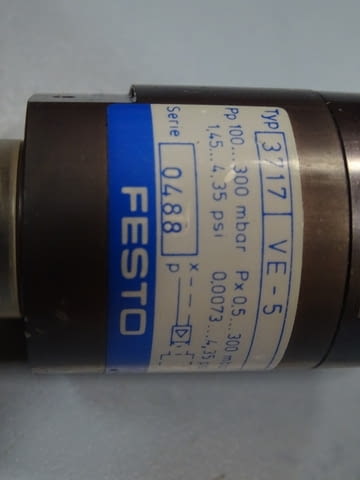 Typ 3717 VE-5
Pp 100...300 mbar Px 0,5...300
1,45...4.35 psi 0,0073...4,35
Serie 0488 x
p
FESTO